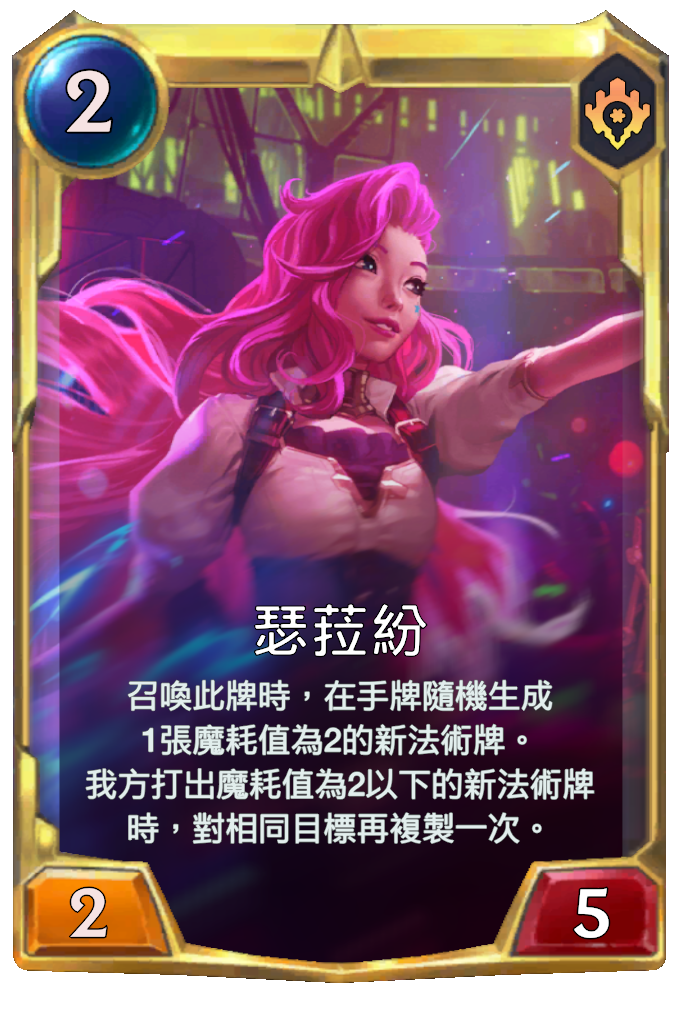 2
瑟菈紛
召喚此牌時，在手牌隨機生成
1張魔耗值為2的新法術牌。
我方打出魔耗值為2以下的新法術牌
時，對相同目標再複製一次。
2
5